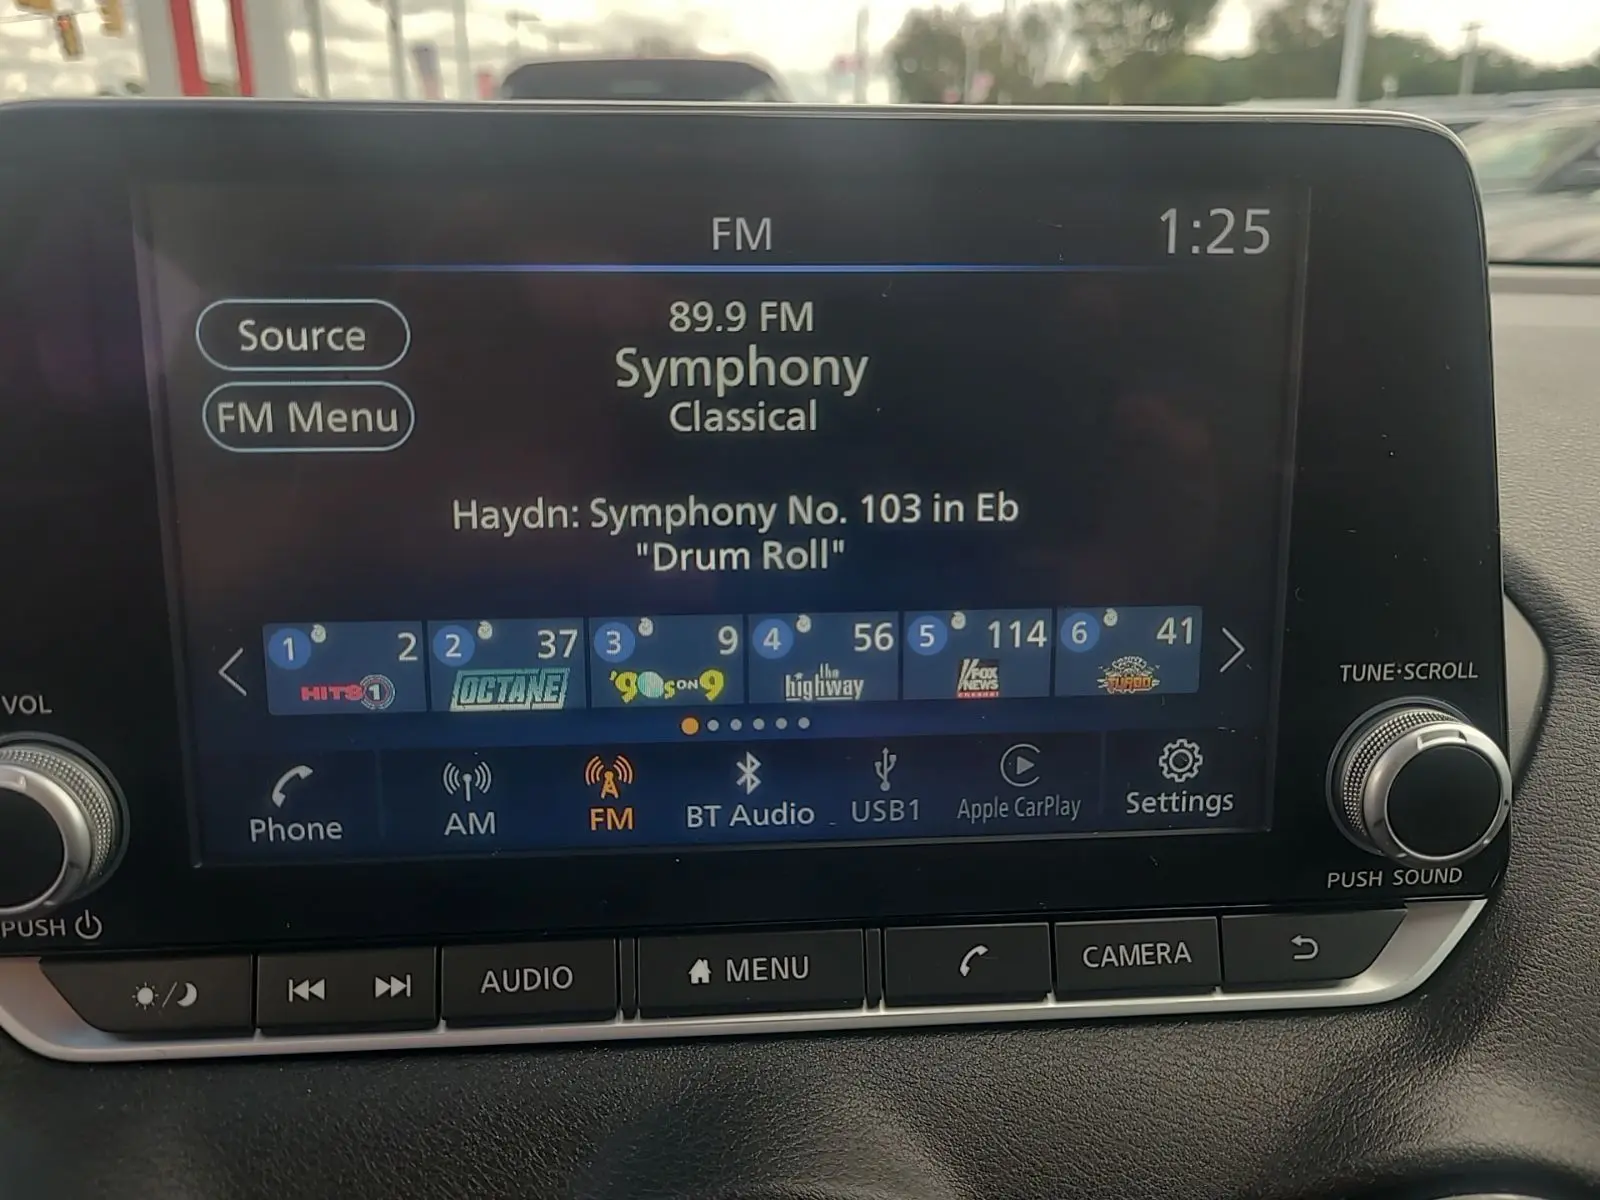 FM
1:25
Source
89.9 FM
Symphony
FM Menu
Classical
Haydn: Symphony No. 103 in Eb
"Drum Roll"
1 2
HITS 1
2 37
OCTANE
3 9
'90s ON 9
4 56
the highway
5 114
FOX NEWS channel
6 41
TURBO
Phone
AM
FM
BT Audio
USB1
Apple CarPlay
Settings
VOL
PUSH
TUNE·SCROLL
PUSH SOUND
AUDIO
MENU
CAMERA